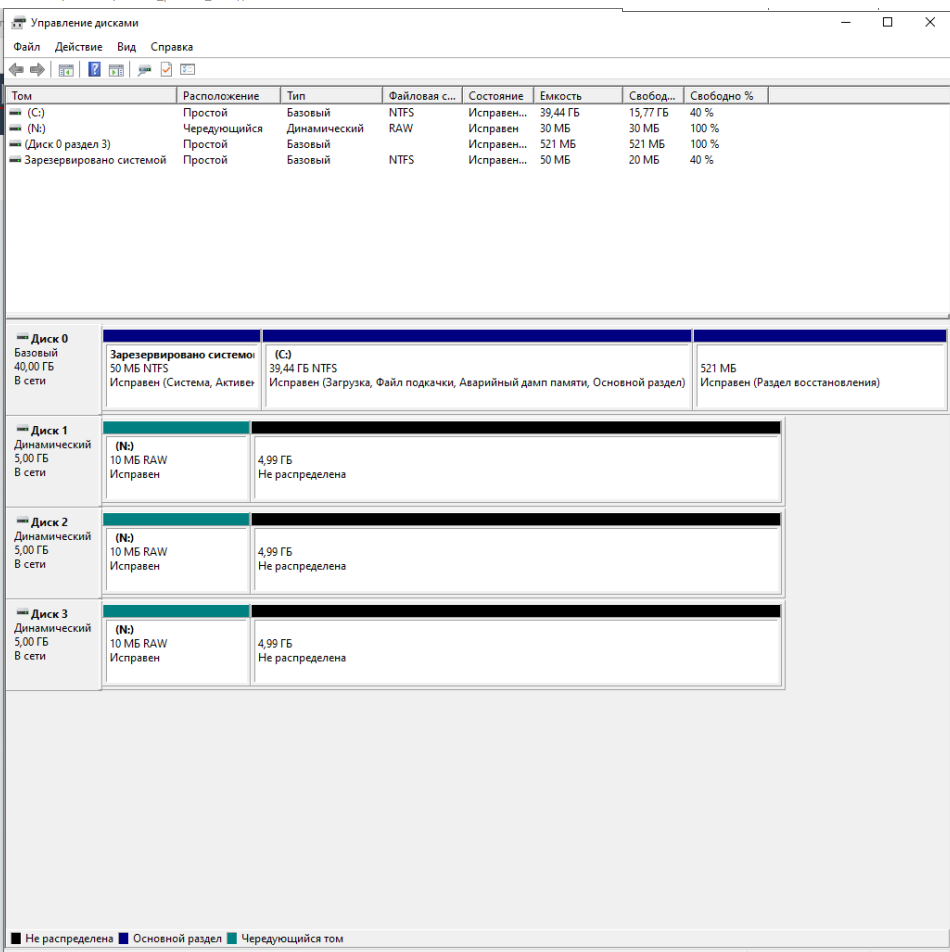 Управление дисками
Файл Действие Вид Справка
Том Расположение Тип Файловая с... Состояние Емкость Свобод... Свободно %
(C:) Простой Базовый NTFS Исправен... 39,44 ГБ 15,77 ГБ 40 %
(N:) Чередующийся Динамический RAW Исправен 30 МБ 30 МБ 100 %
(Диск 0 раздел 3) Простой Базовый Исправен... 521 МБ 521 МБ 100 %
Зарезервировано системой Простой Базовый NTFS Исправен... 50 МБ 20 МБ 40 %
Диск 0
Базовый
40,00 ГБ
В сети
Зарезервировано системо
50 МБ NTFS
Исправен (Система, Активен
(C:)
39,44 ГБ NTFS
Исправен (Загрузка, Файл подкачки, Аварийный дамп памяти, Основной раздел)
521 МБ
Исправен (Раздел восстановления)
Диск 1
Динамический
5,00 ГБ
В сети
(N:)
10 МБ RAW
Исправен
4,99 ГБ
Не распределена
Диск 2
Динамический
5,00 ГБ
В сети
(N:)
10 МБ RAW
Исправен
4,99 ГБ
Не распределена
Диск 3
Динамический
5,00 ГБ
В сети
(N:)
10 МБ RAW
Исправен
4,99 ГБ
Не распределена
Не распределена Основной раздел Чередующийся том